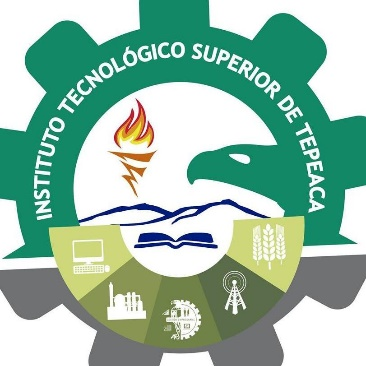 INSTITUTO TECNOLÓGICO SUPERIOR DE TEPEACA